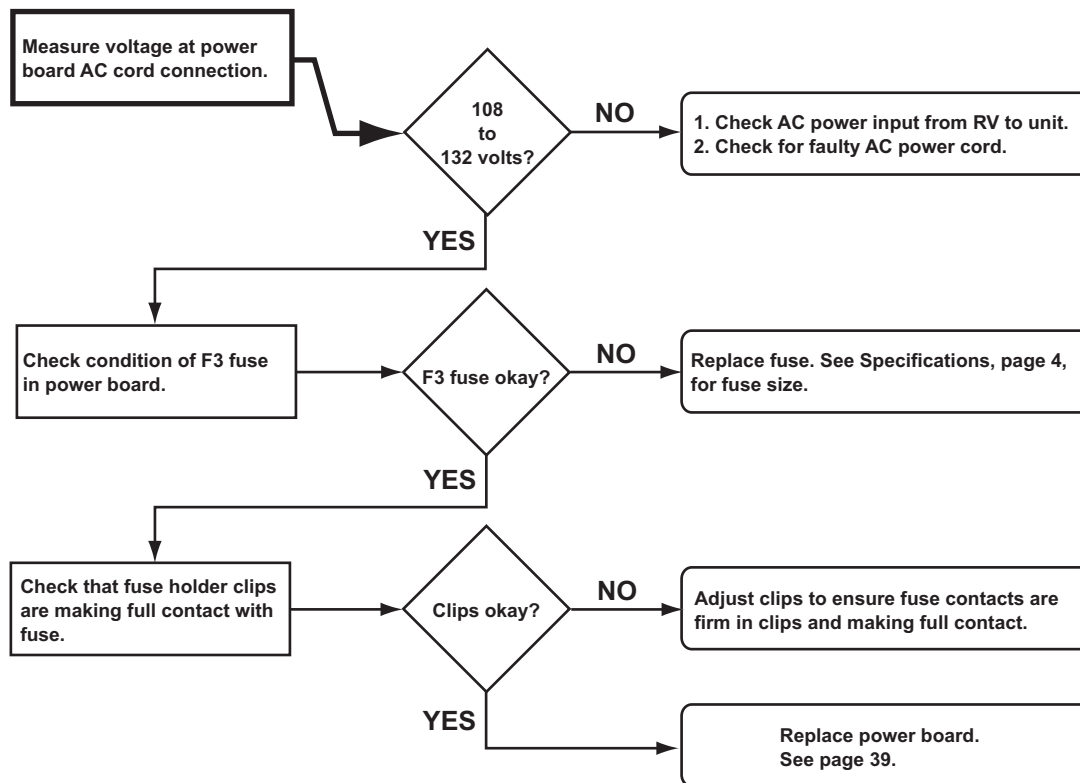 Measure voltage at power
board AC cord connection.
108
to
132 volts?
NO
1. Check AC power input from RV to unit.
2. Check for faulty AC power cord.
YES
Check condition of F3 fuse
in power board.
F3 fuse okay?
NO
Replace fuse. See Specifications, page 4,
for fuse size.
YES
Check that fuse holder clips
are making full contact with
fuse.
Clips okay?
NO
Adjust clips to ensure fuse contacts are
firm in clips and making full contact.
YES
Replace power board.
See page 39.